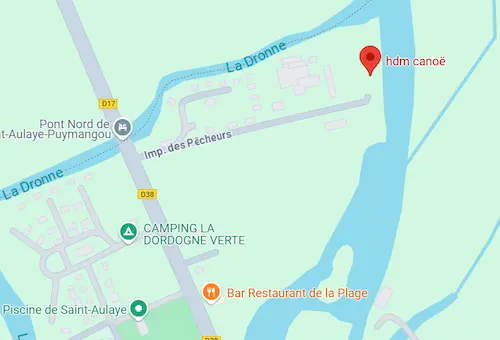 La Dronne
hdm canoë
D17
Pont Nord de
nt-Aulaye-Puymangou
Imp. des Pêcheurs
La Dronne
D38
CAMPING LA
DORDOGNE VERTE
Bar Restaurant de la Plage
Piscine de Saint-Aulaye